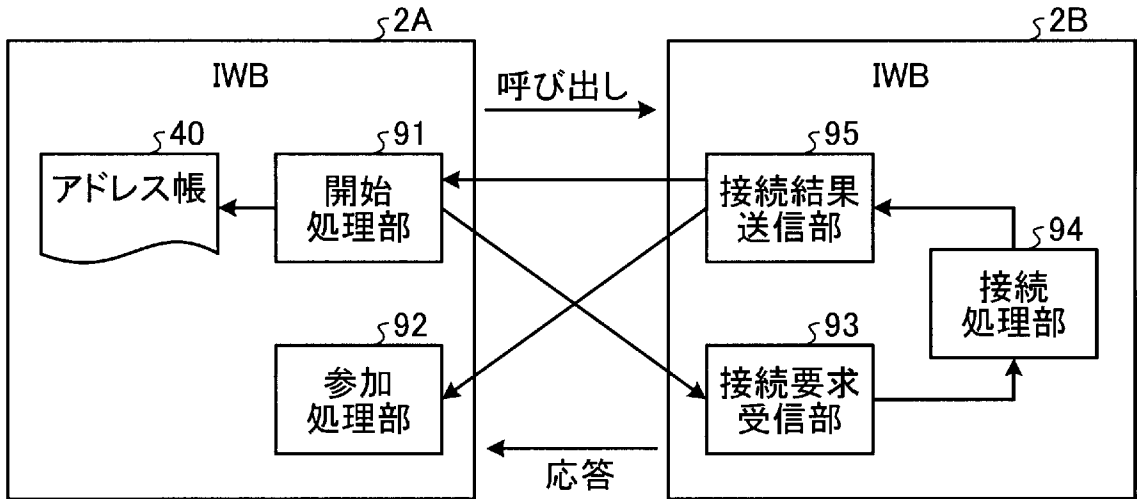 2A
2B
IWB
IWB
呼び出し
40
91
95
アドレス帳
開始
処理部
接続結果
送信部
94
接続
処理部
92
93
参加
処理部
接続要求
受信部
応答